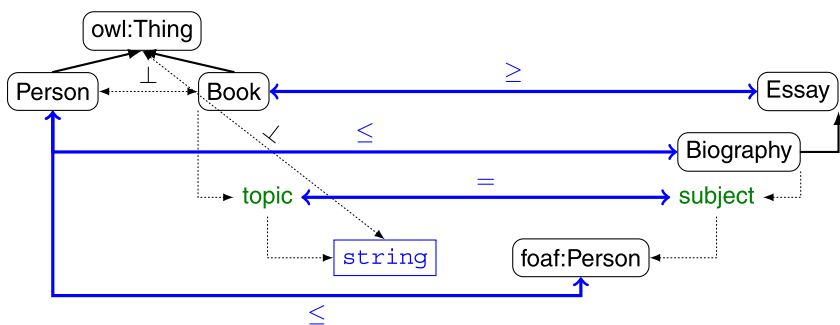 owl:Thing
⊥
≥
Person
Book
Essay
⊥
≤
Biography
=
topic
subject
string
foaf:Person
≤